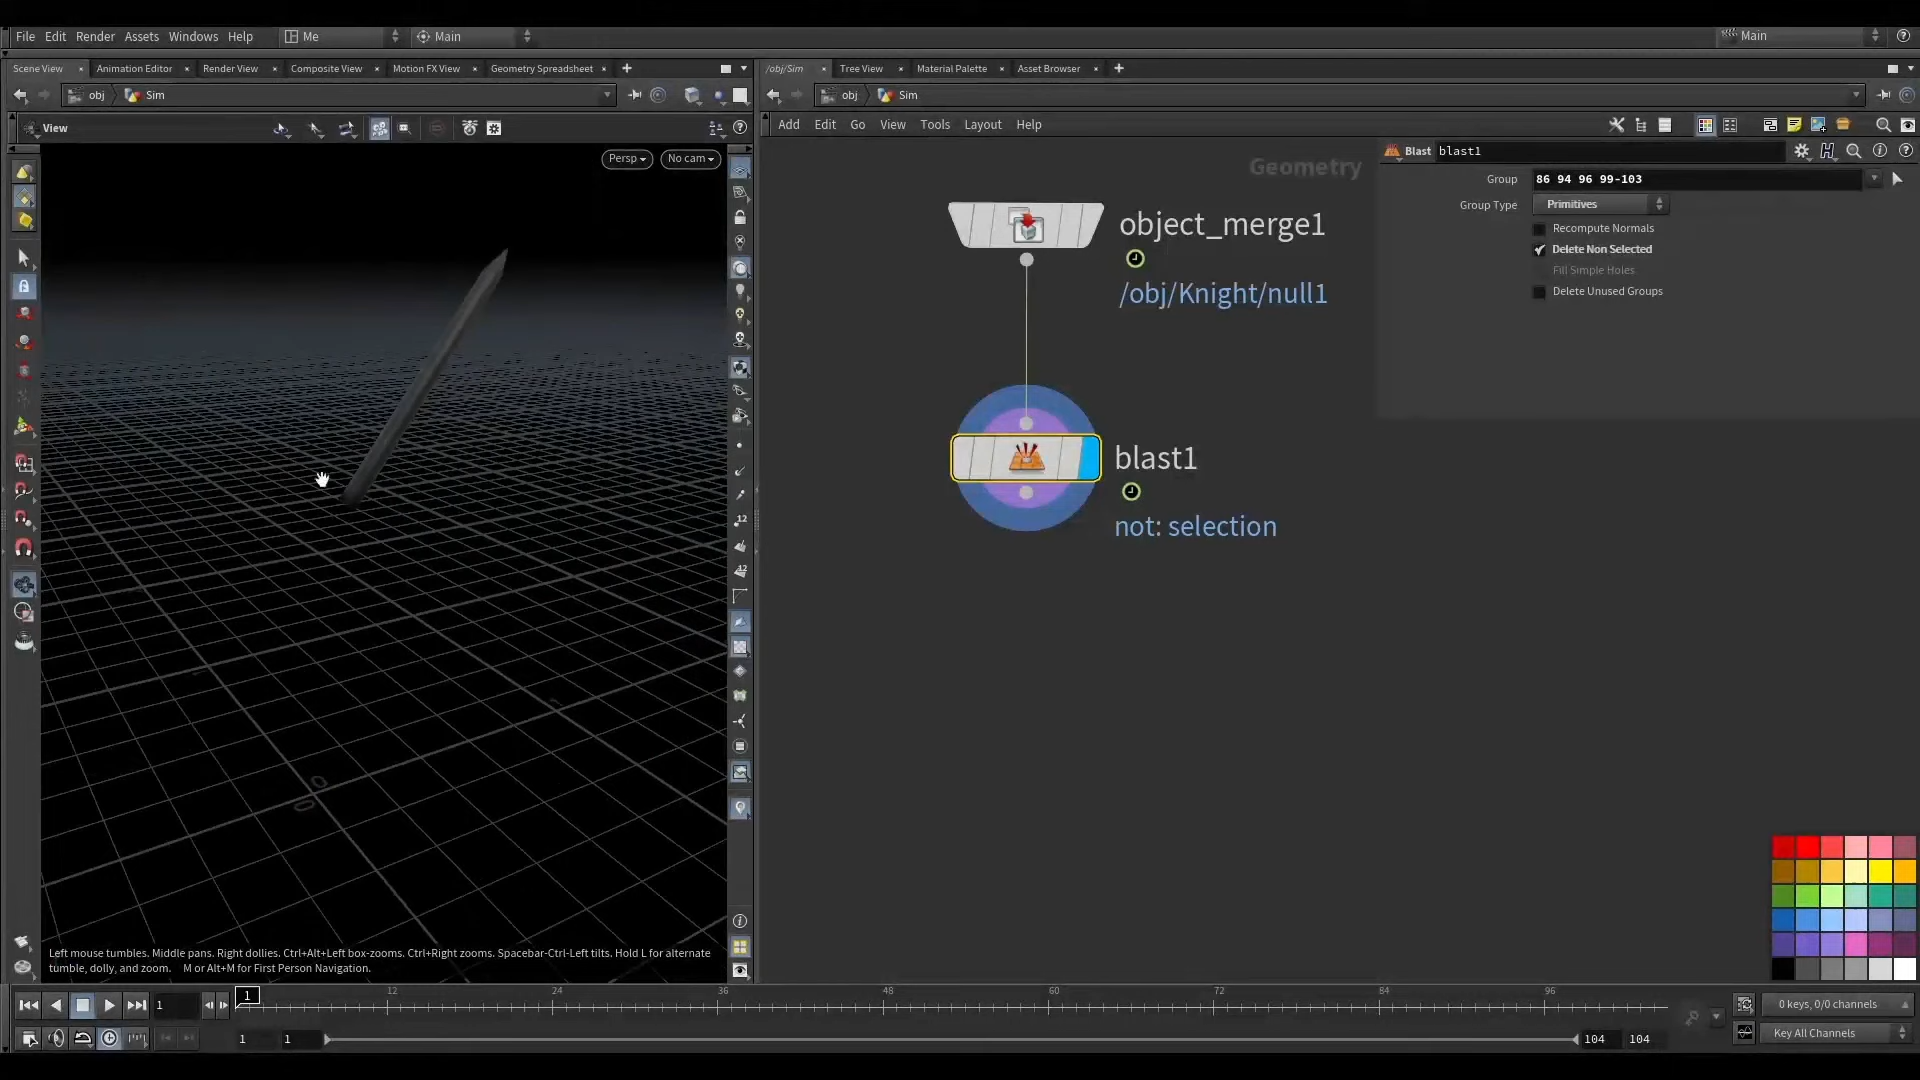 File Edit Render Assets Windows Help Me Main Main
Scene View Animation Editor Render View Composite View Motion FX View Geometry Spreadsheet
/obj/Sim Tree View Material Palette Asset Browser
obj Sim
obj Sim
View
Add Edit Go View Tools Layout Help
Persp No cam
Geometry
Blast blast1
Group 86 94 96 99-103
Group Type Primitives
Recompute Normals
Delete Non Selected
Fill Simple Holes
Delete Unused Groups
object_merge1
/obj/Knight/null1
blast1
not: selection
12
12
Left mouse tumbles. Middle pans. Right dollies. Ctrl+Alt+Left box-zooms. Ctrl+Right zooms. Spacebar-Ctrl-Left tilts. Hold L for alternate
tumble, dolly, and zoom. M or Alt+M for First Person Navigation.
1 1 12 24 36 48 60 72 84 96
0 keys, 0/0 channels
1 1 104 104
Key All Channels